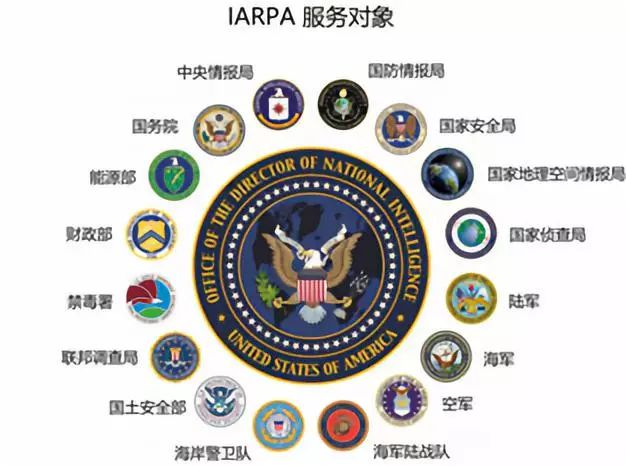 IARPA 服务对象
中央情报局
国防情报局
国务院
国家安全局
能源部
国家地理空间情报局
财政部
国家侦查局
禁毒署
陆军
联邦调查局
海军
国土安全部
空军
海岸警卫队
海军陆战队
OFFICE OF THE DIRECTOR OF NATIONAL INTELLIGENCE
UNITED STATES OF AMERICA